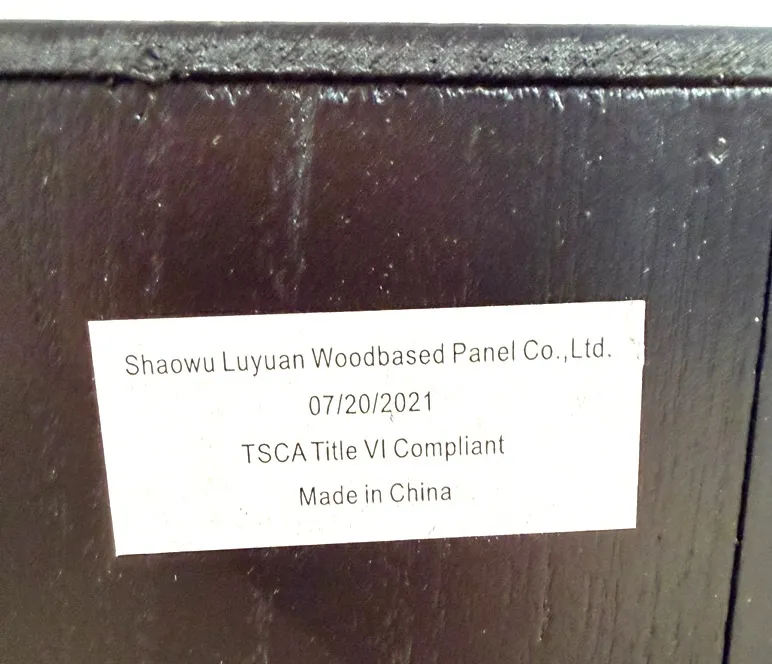 Shaowu Luyuan Woodbased Panel Co.,Ltd.
07/20/2021
TSCA Title VI Compliant
Made in China